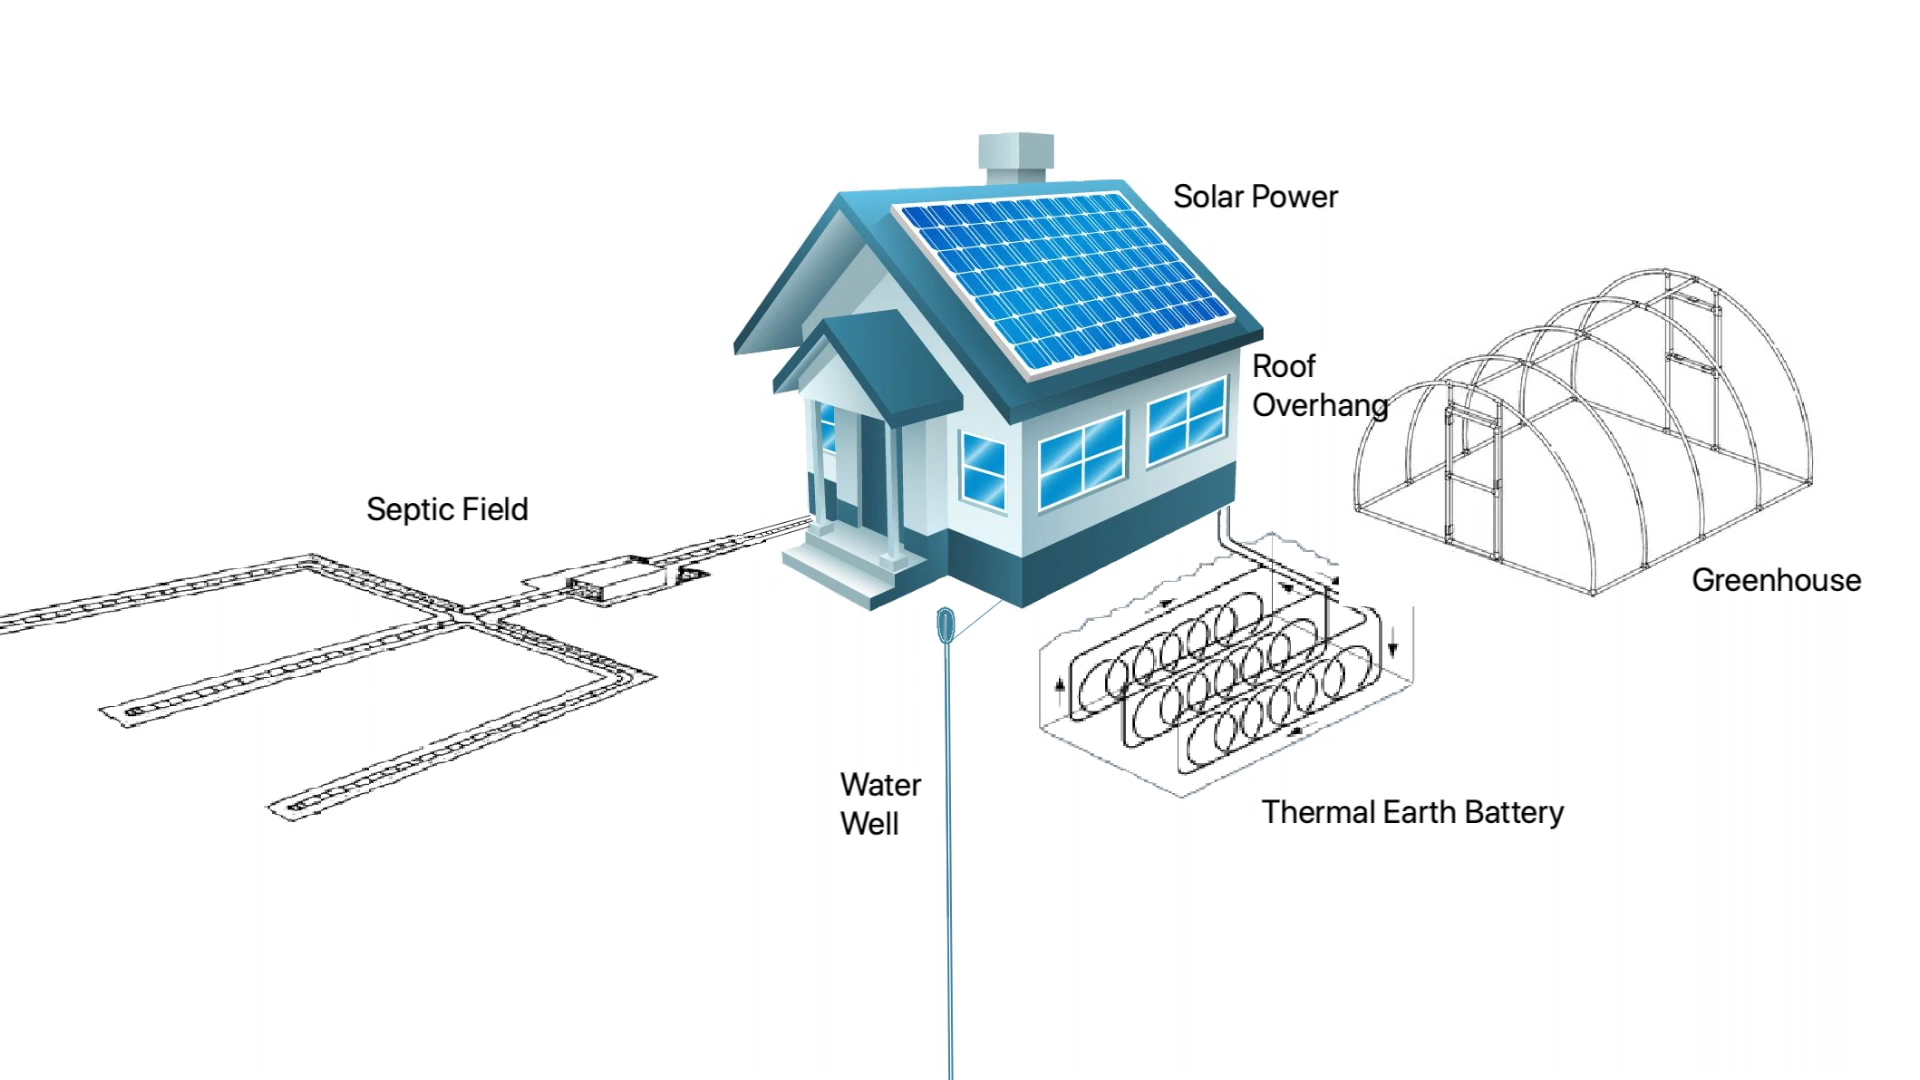 Solar Power
Roof
Overhang
Septic Field
Greenhouse
Water
Well
Thermal Earth Battery